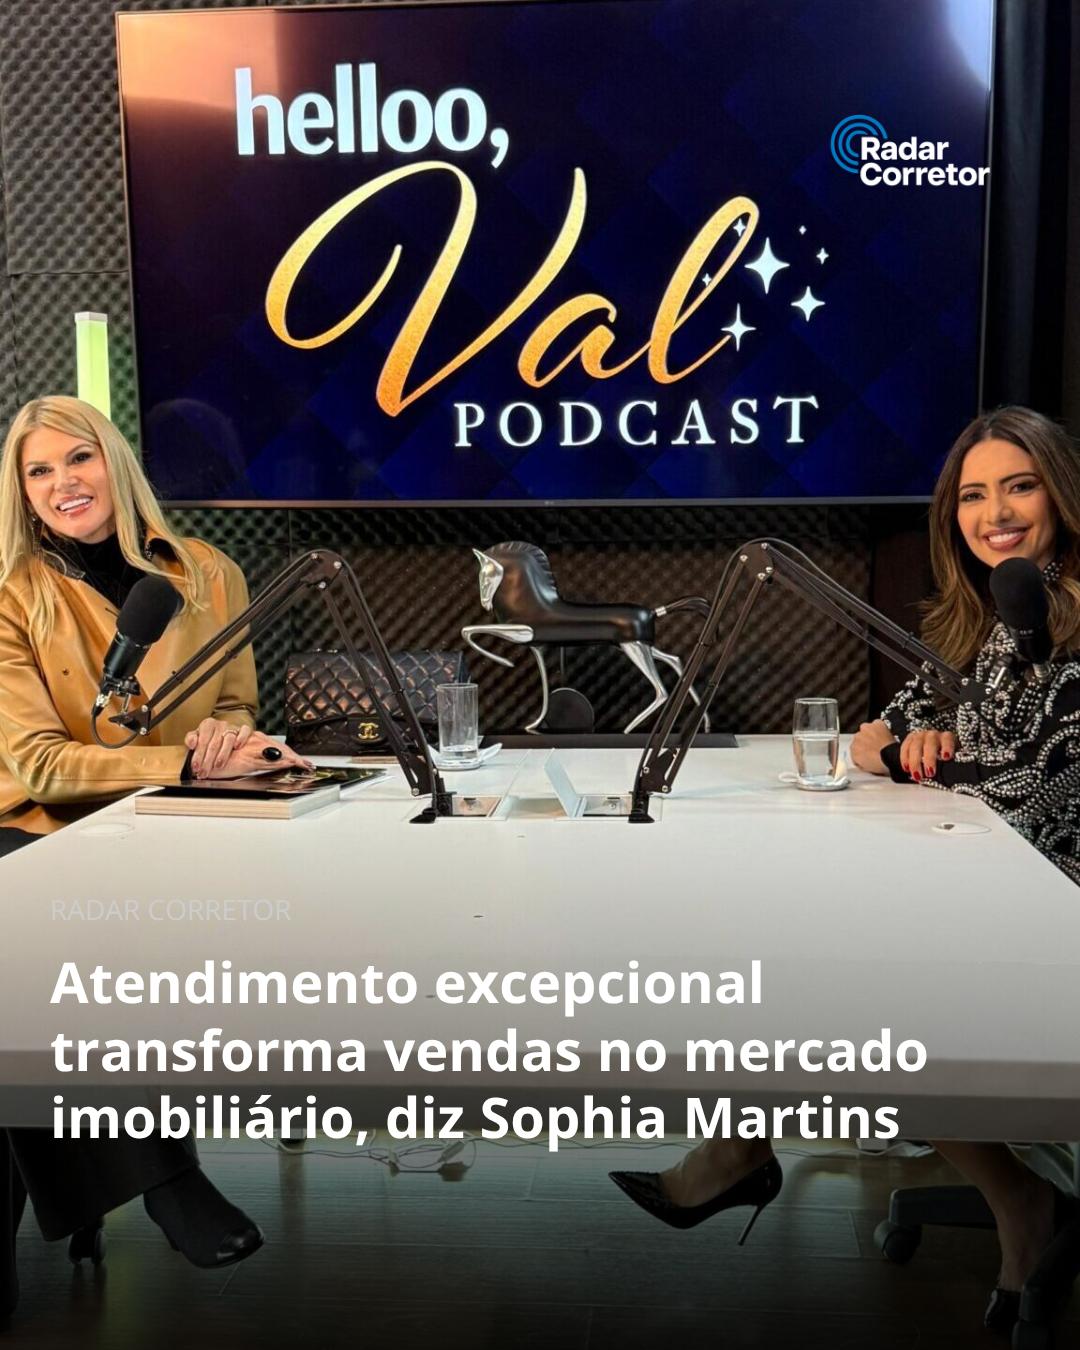 helloo,
Val
PODCAST
Radar
Corretor
RADAR CORRETOR
Atendimento excepcional
transforma vendas no mercado
imobiliário, diz Sophia Martins